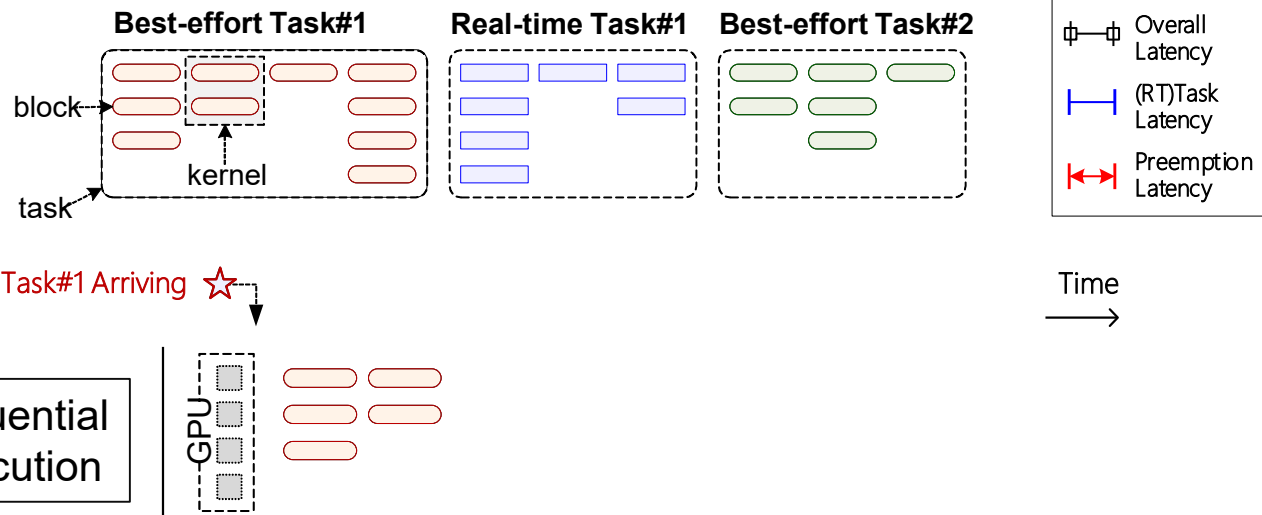 Best-effort Task#1
Real-time Task#1
Best-effort Task#2
block
kernel
task
Overall
Latency
(RT)Task
Latency
Preemption
Latency
Task#1 Arriving
Time
GPU
uential
cution